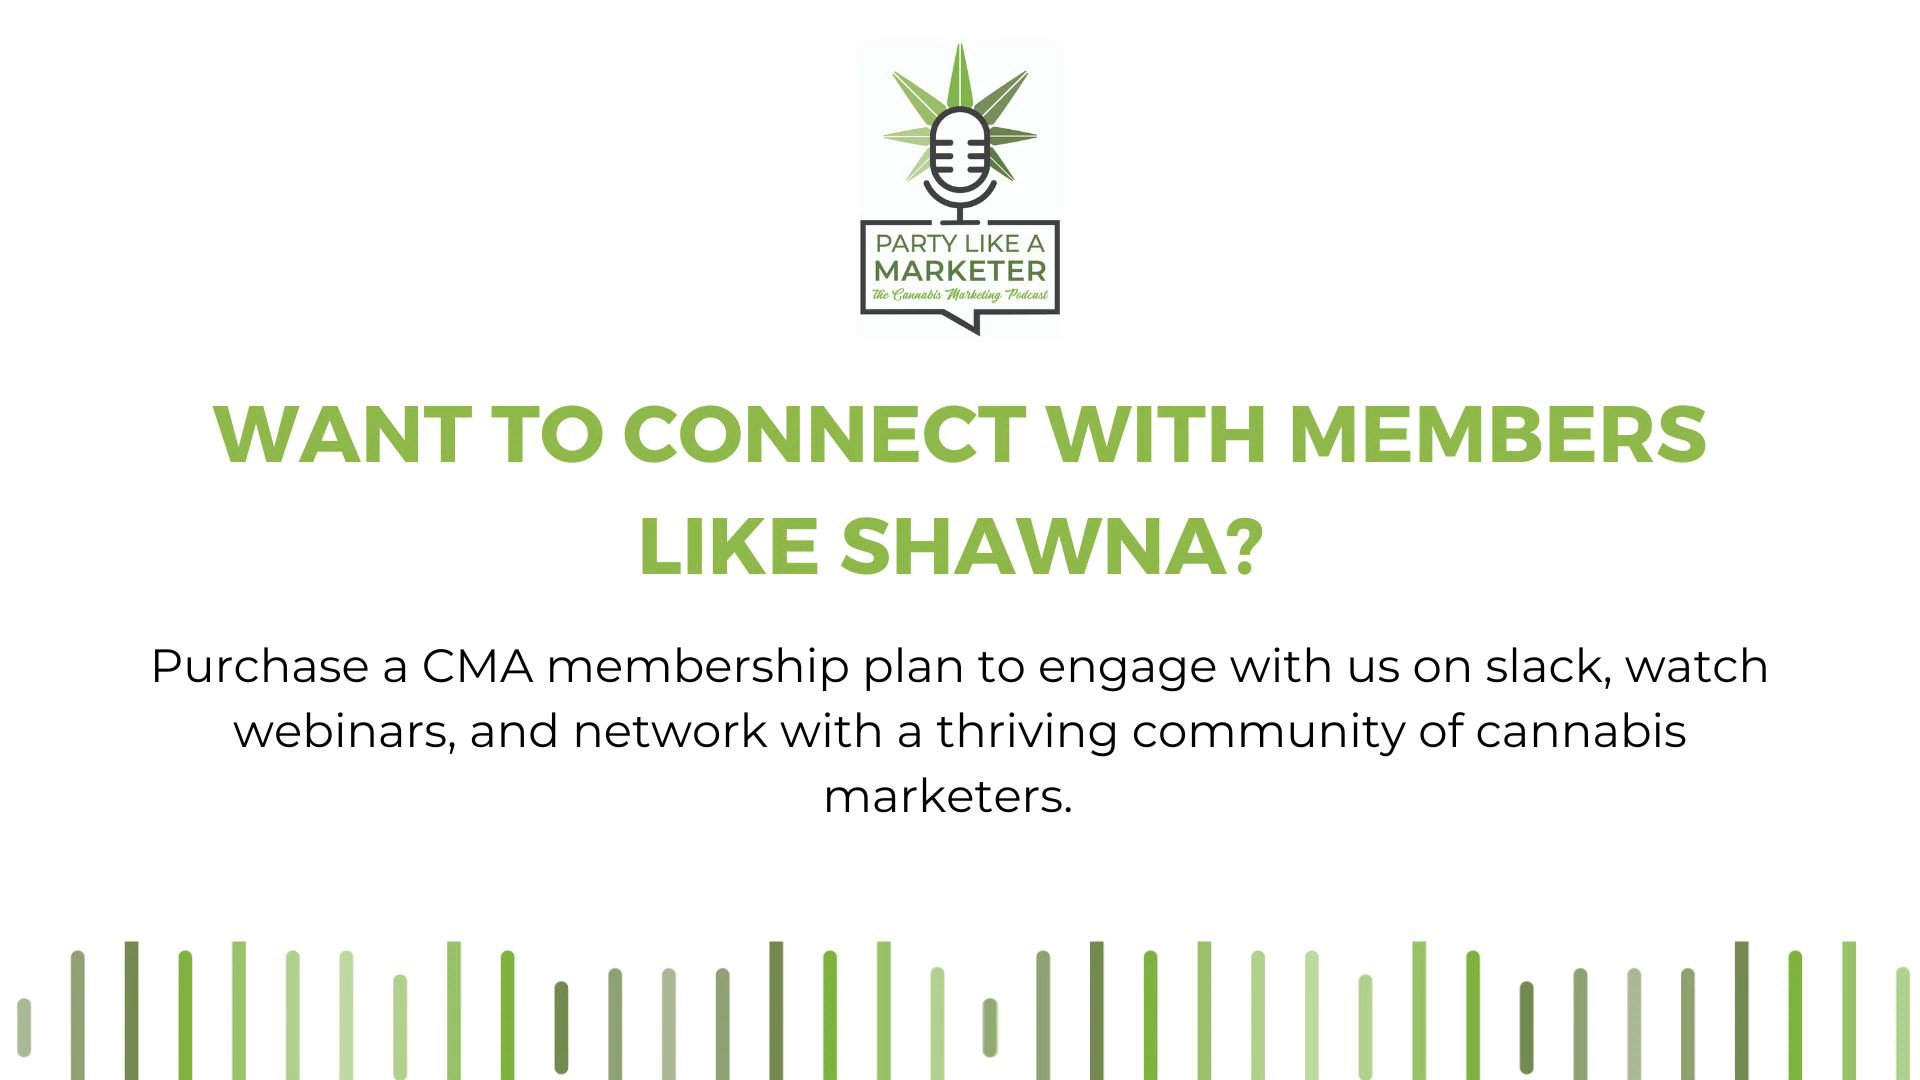 PARTY LIKE A
MARKETER
The Cannabis Marketing Podcast
WANT TO CONNECT WITH MEMBERS
LIKE SHAWNA?
Purchase a CMA membership plan to engage with us on slack, watch
webinars, and network with a thriving community of cannabis
marketers.